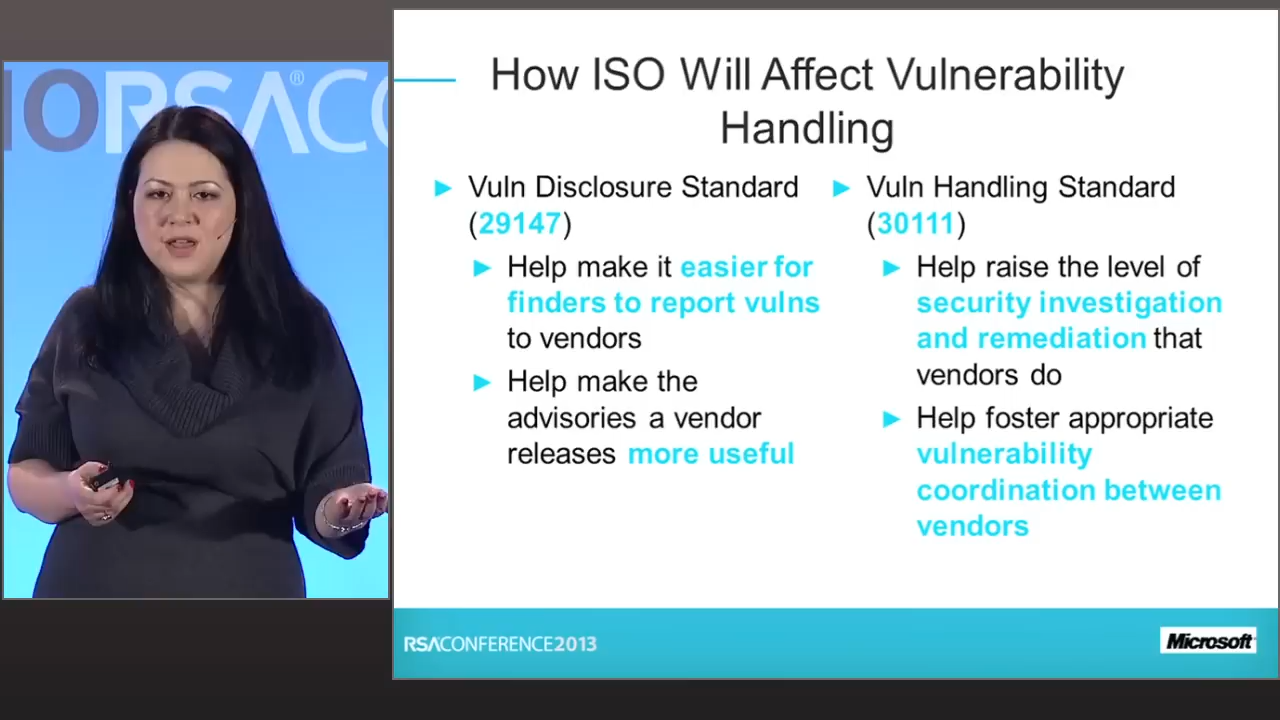 IORSA®CO
How ISO Will Affect Vulnerability
Handling
► Vuln Disclosure Standard
(29147)
► Help make it easier for
finders to report vulns
to vendors
► Help make the
advisories a vendor
releases more useful
► Vuln Handling Standard
(30111)
► Help raise the level of
security investigation
and remediation that
vendors do
► Help foster appropriate
vulnerability
coordination between
vendors
RSACONFERENCE2013
Microsoft